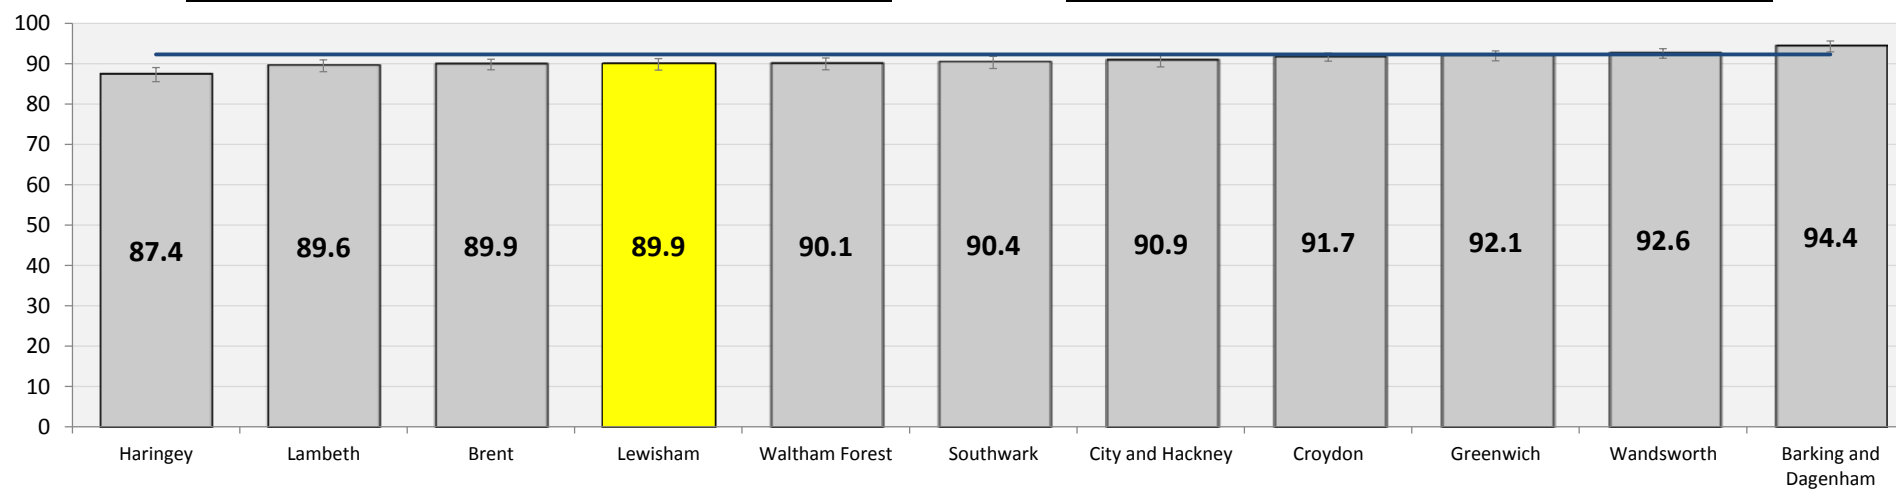 100
90
80
70
60
50
40
30
20
10
0
87.4
89.6
89.9
89.9
90.1
90.4
90.9
91.7
92.1
92.6
94.4
Haringey
Lambeth
Brent
Lewisham
Waltham Forest
Southwark
City and Hackney
Croydon
Greenwich
Wandsworth
Barking and
Dagenham